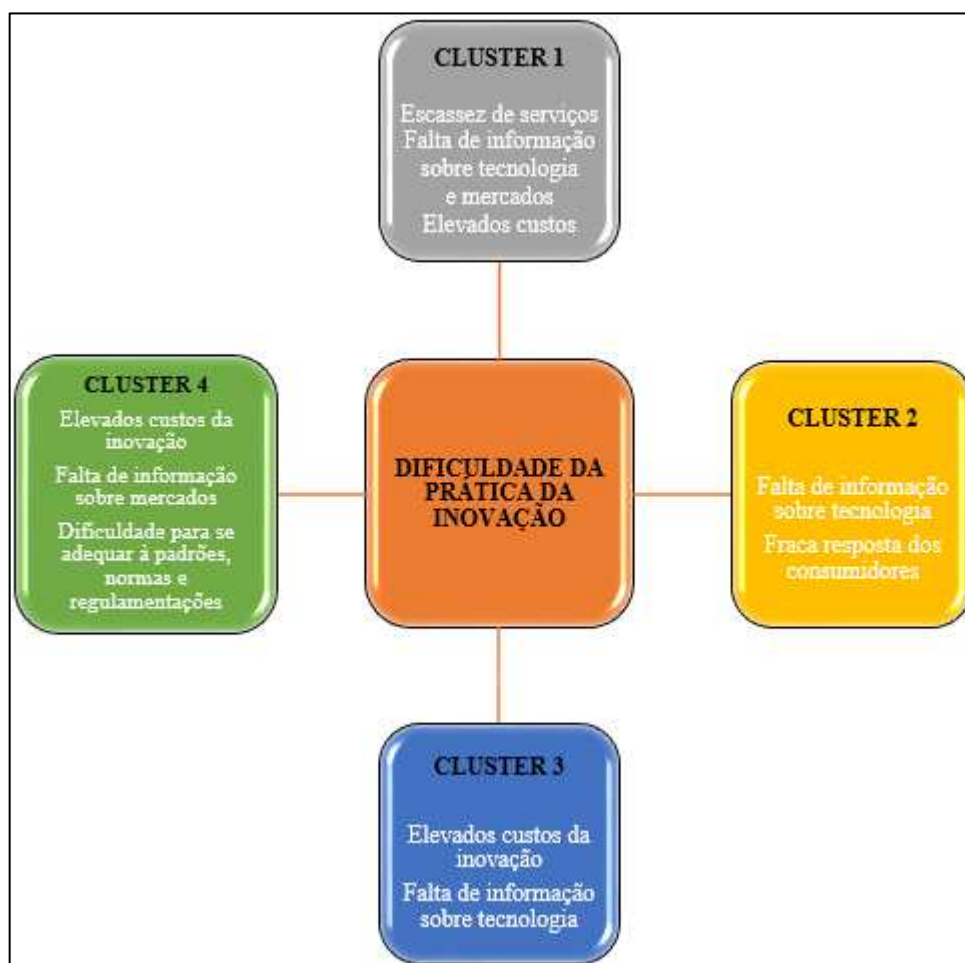 CLUSTER 1
Escassez de serviços
Falta de informação
sobre tecnologia
e mercados
Elevados custos
CLUSTER 4
Elevados custos da
inovação
Falta de informação
sobre mercados
Dificuldade para se
adequar à padrões,
normas e
regulamentações
DIFICULDADE DA
PRÁTICA DA
INOVAÇÃO
CLUSTER 2
Falta de informação
sobre tecnologia
Fraca resposta dos
consumidores
CLUSTER 3
Elevados custos da
inovação
Falta de informação
sobre tecnologia